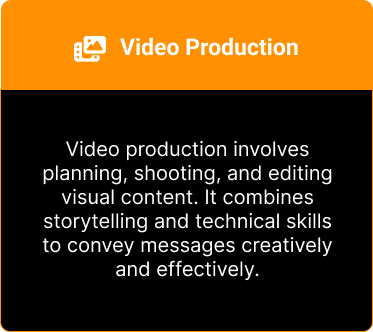 Video Production
Video production involves
planning, shooting, and editing
visual content. It combines
storytelling and technical skills
to convey messages creatively
and effectively.